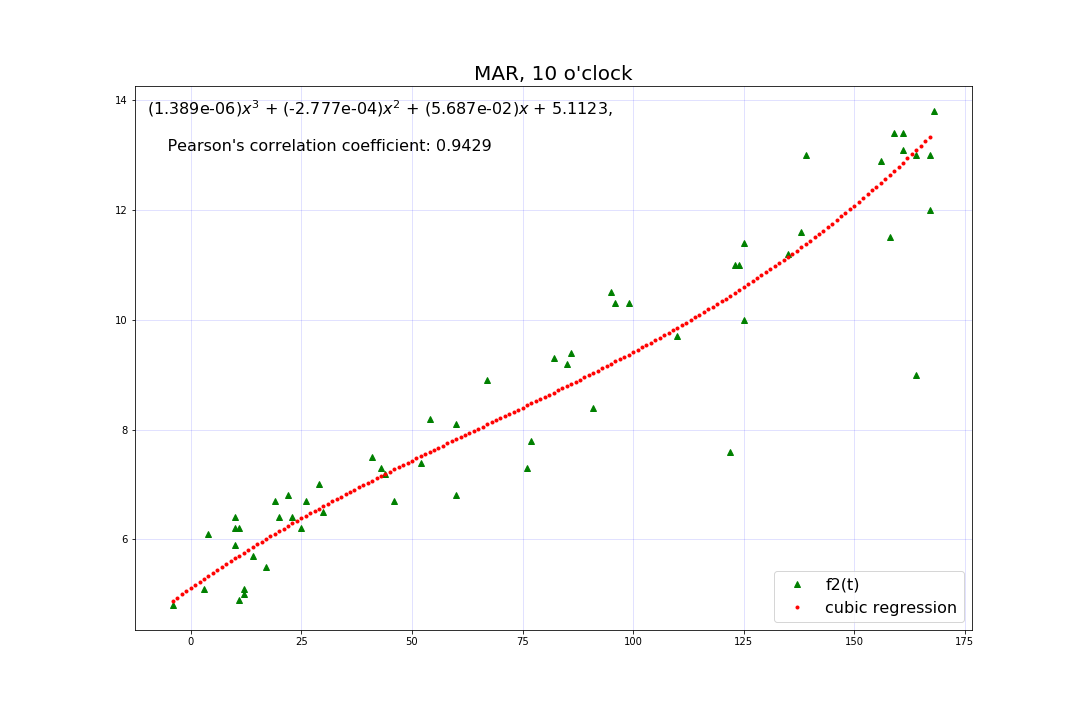 MAR, 10 o'clock
(1.389e-06)x³ + (-2.777e-04)x² + (5.687e-02)x + 5.1123,
Pearson's correlation coefficient: 0.9429
14
12
10
8
6
f2(t)
cubic regression
0 25 50 75 100 125 150 175